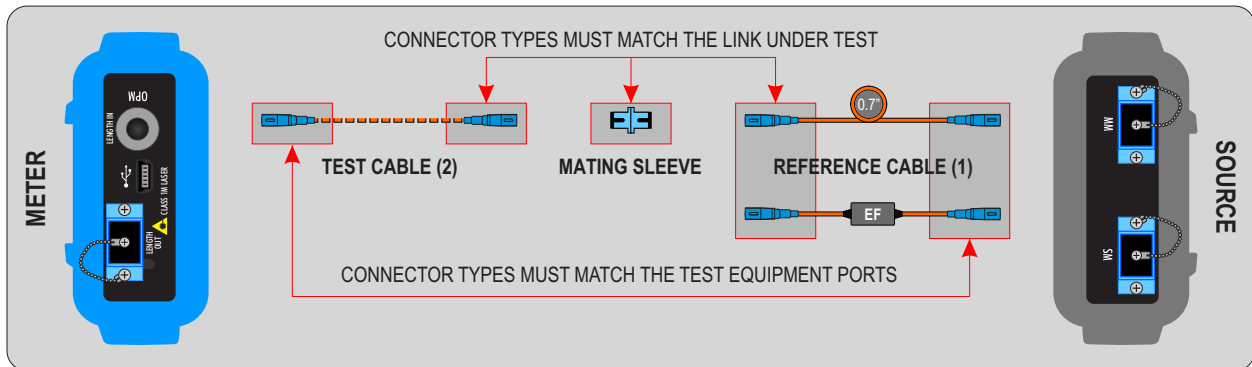 CONNECTOR TYPES MUST MATCH THE LINK UNDER TEST
METER
OPM
LENGTH IN
CLASS 1M LASER
LENGTH
OUT
TEST CABLE (2)
MATING SLEEVE
0.7"
REFERENCE CABLE (1)
EF
CONNECTOR TYPES MUST MATCH THE TEST EQUIPMENT PORTS
MM
SM
SOURCE